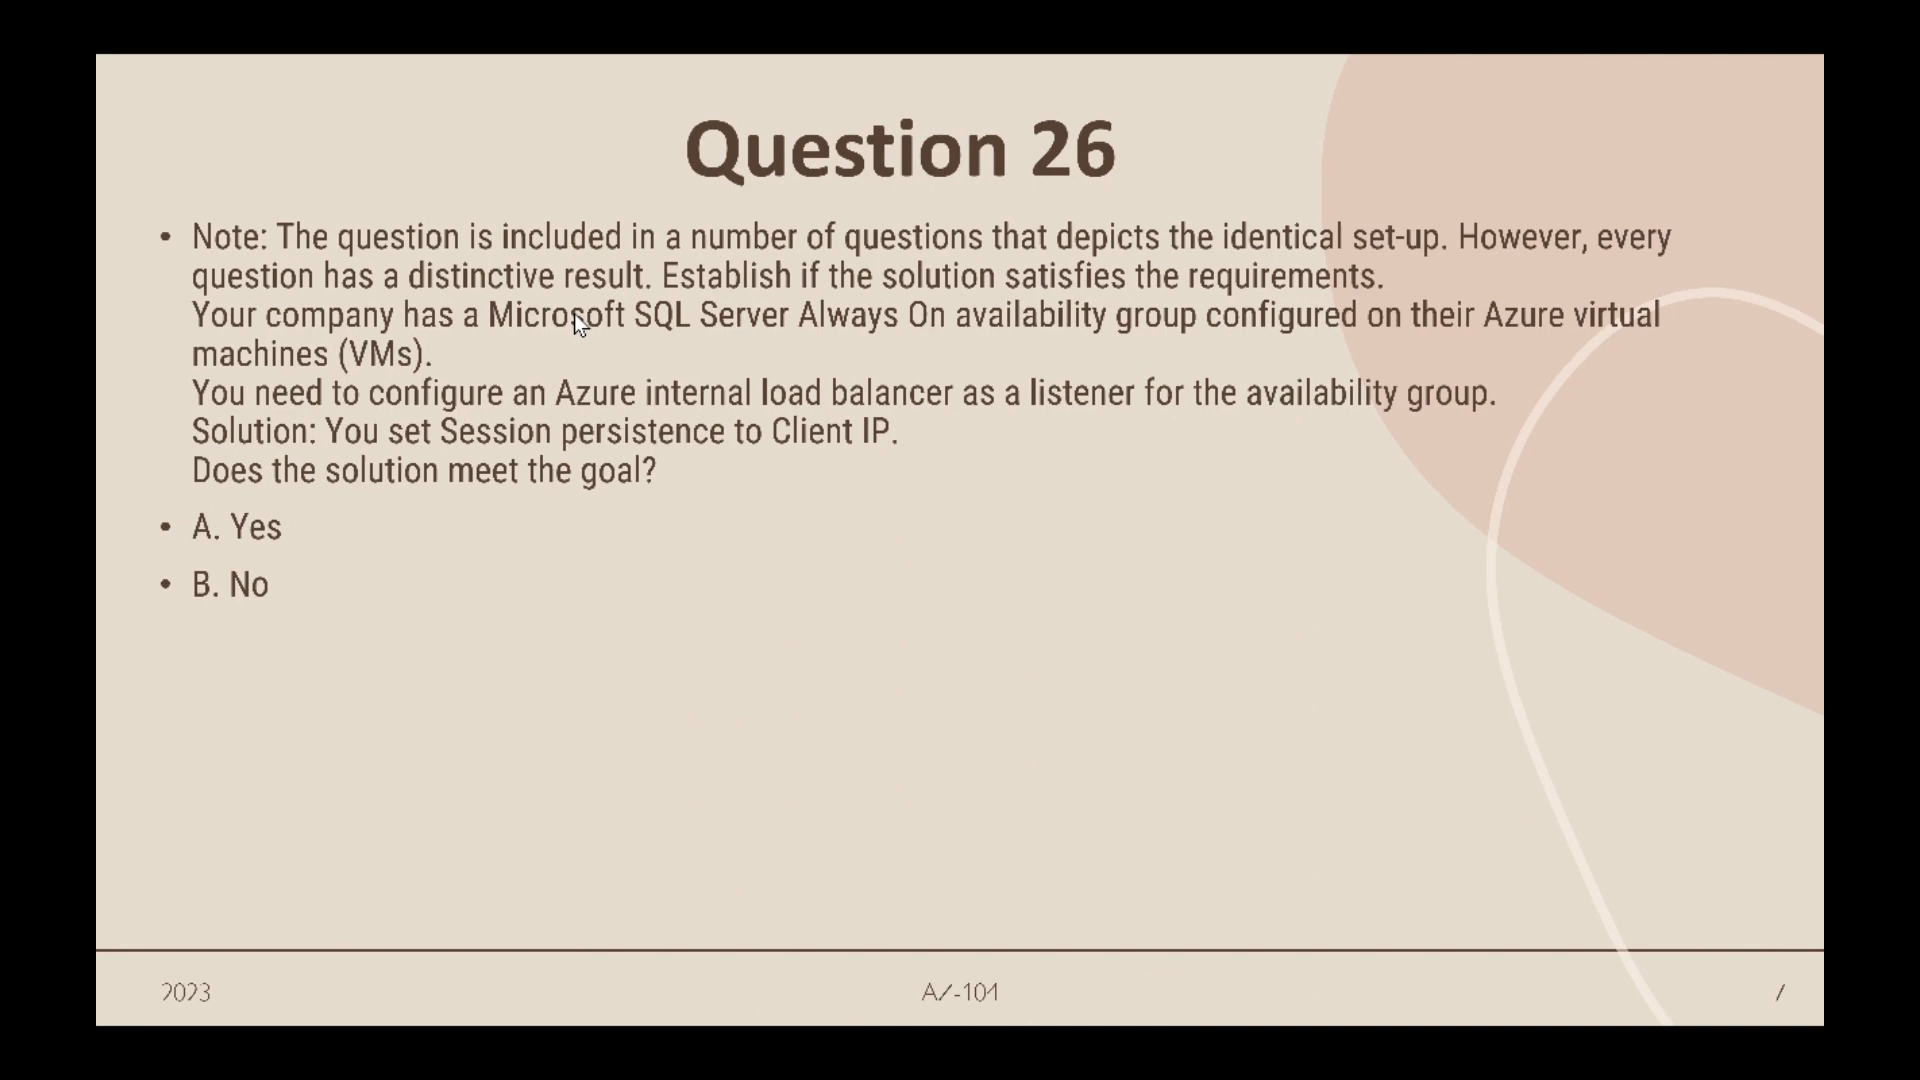 Question 26
• Note: The question is included in a number of questions that depicts the identical set-up. However, every
question has a distinctive result. Establish if the solution satisfies the requirements.
Your company has a Microsoft SQL Server Always On availability group configured on their Azure virtual
machines (VMs).
You need to configure an Azure internal load balancer as a listener for the availability group.
Solution: You set Session persistence to Client IP.
Does the solution meet the goal?
• A. Yes
• B. No
2023
AZ-104